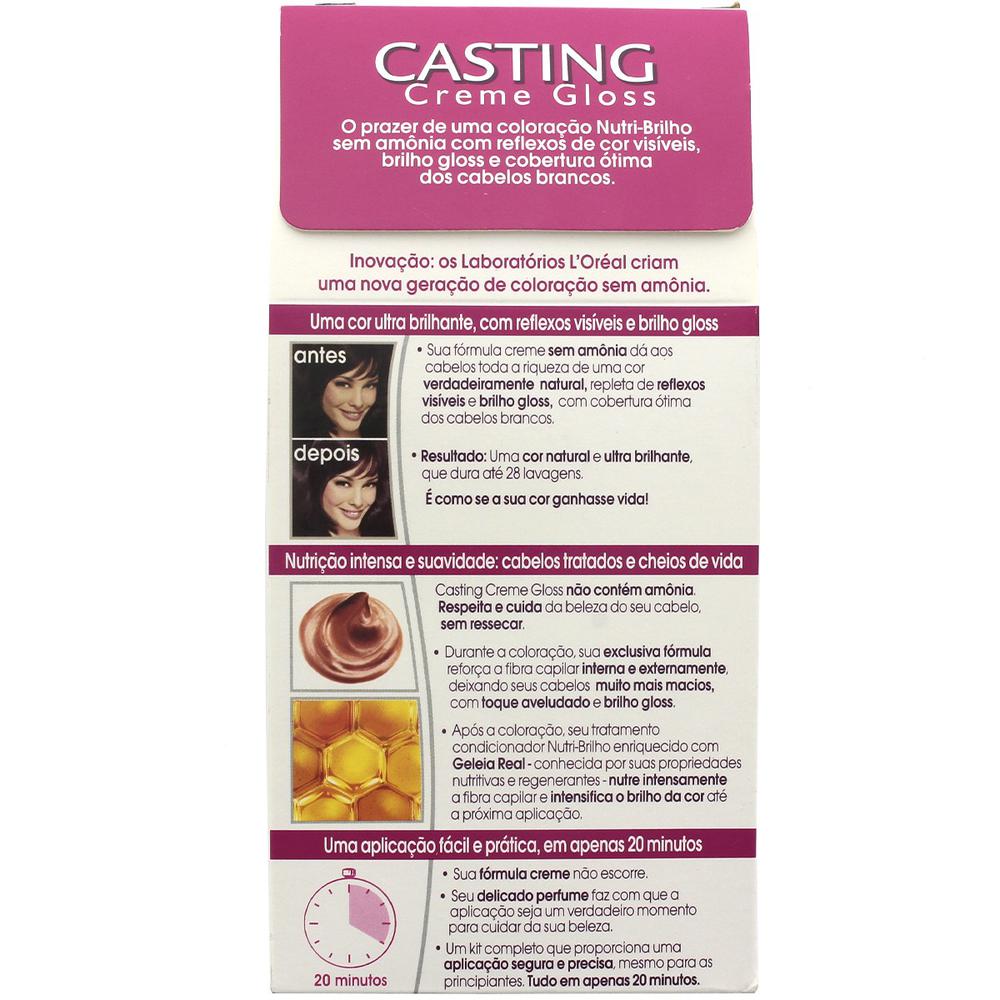 CASTING
Creme Gloss
O prazer de uma coloração Nutri-Brilho
sem amônia com reflexos de cor visíveis,
brilho gloss e cobertura ótima
dos cabelos brancos.
Inovação: os Laboratórios L'Oréal criam
uma nova geração de coloração sem amônia.
Uma cor ultra brilhante, com reflexos visíveis e brilho gloss
antes
• Sua fórmula creme sem amônia dá aos
cabelos toda a riqueza de uma cor
verdadeiramente natural, repleta de reflexos
visíveis e brilho gloss, com cobertura ótima
dos cabelos brancos.
depois
• Resultado: Uma cor natural e ultra brilhante,
que dura até 28 lavagens.
É como se a sua cor ganhasse vida!
Nutrição intensa e suavidade: cabelos tratados e cheios de vida
Casting Creme Gloss não contém amônia.
Respeita e cuida da beleza do seu cabelo,
sem ressecar.
• Durante a coloração, sua exclusiva fórmula
reforça a fibra capilar interna e externamente,
deixando seus cabelos muito mais macios,
com toque aveludado e brilho gloss.
• Após a coloração, seu tratamento
condicionador Nutri-Brilho enriquecido com
Geleia Real - conhecida por suas propriedades
nutritivas e regenerantes - nutre intensamente
a fibra capilar e intensifica o brilho da cor até
a próxima aplicação.
Uma aplicação fácil e prática, em apenas 20 minutos
• Sua fórmula creme não escorre.
• Seu delicado perfume faz com que a
aplicação seja um verdadeiro momento
para cuidar da sua beleza.
• Um kit completo que proporciona uma
aplicação segura e precisa, mesmo para as
principiantes. Tudo em apenas 20 minutos.
20 minutos